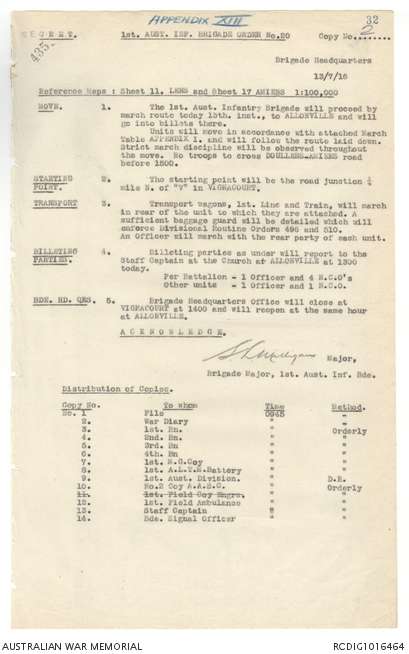 APPENDIX XIII
32
SECRET. 1st. AUST. INF. BRIGADE ORDER No.20 Copy No. 2
435
Brigade Headquarters
13/7/16
Reference Maps : Sheet 11. LENS and Sheet 17 AMIENS 1:100,000
MOVE. 1. The 1st. Aust. Infantry Brigade will proceed by
march route today 13th. inst., to ALLONVILLE and will
go into billets there.
Units will move in accordance with attached March
Table APPENDIX 1. and will follow the route laid down.
Strict march discipline will be observed throughout
the move. No troops to cross DOULLENS-AMIENS road
before 1500.
STARTING POINT. 2. The starting point will be the road junction ¼
mile N. of "V" in VIGNACOURT.
TRANSPORT 3. Transport wagons, 1st. Line and Train, will march
in rear of the unit to which they are attached. A
sufficient baggage guard will be detailed which will
enforce Divisional Routine Orders 496 and 510.
An Officer will march with the rear party of each unit.
BILLETING PARTIES. 4. Billeting parties as under will report to the
Staff Captain at the Church at ALLONVILLE at 1300
today.
Per Battalion - 1 Officer and 4 N.C.O's
Other units - 1 Officer and 1 N.C.O.
BDE. HD. QRS. 5. Brigade Headquarters Office will close at
VIGNACOURT at 1400 and will reopen at the same hour
at ALLONVILLE.
ACKNOWLEDGE.
Major,
Brigade Major, 1st. Aust. Inf. Bde.
Distribution of Copies.
Copy No. To whom Time Method.
No. 1 File 0945
2. War Diary " "
3. 1st. Bn. " Orderly
4. 2nd. Bn. " "
5. 3rd. Bn " "
6. 4th. Bn " "
7. 1st. M.G.Coy " "
8. 1st. A.L.T.M.Battery " "
9. 1st. Aust. Division. " D.R.
10. No.2 Coy A.A.S.C. " Orderly
11. 1st. Field Coy Engrs. " "
12. 1st. Field Ambulance " "
13. Staff Captain " "
14. Bde. Signal Officer " "
AUSTRALIAN WAR MEMORIAL
RCDIG1016464